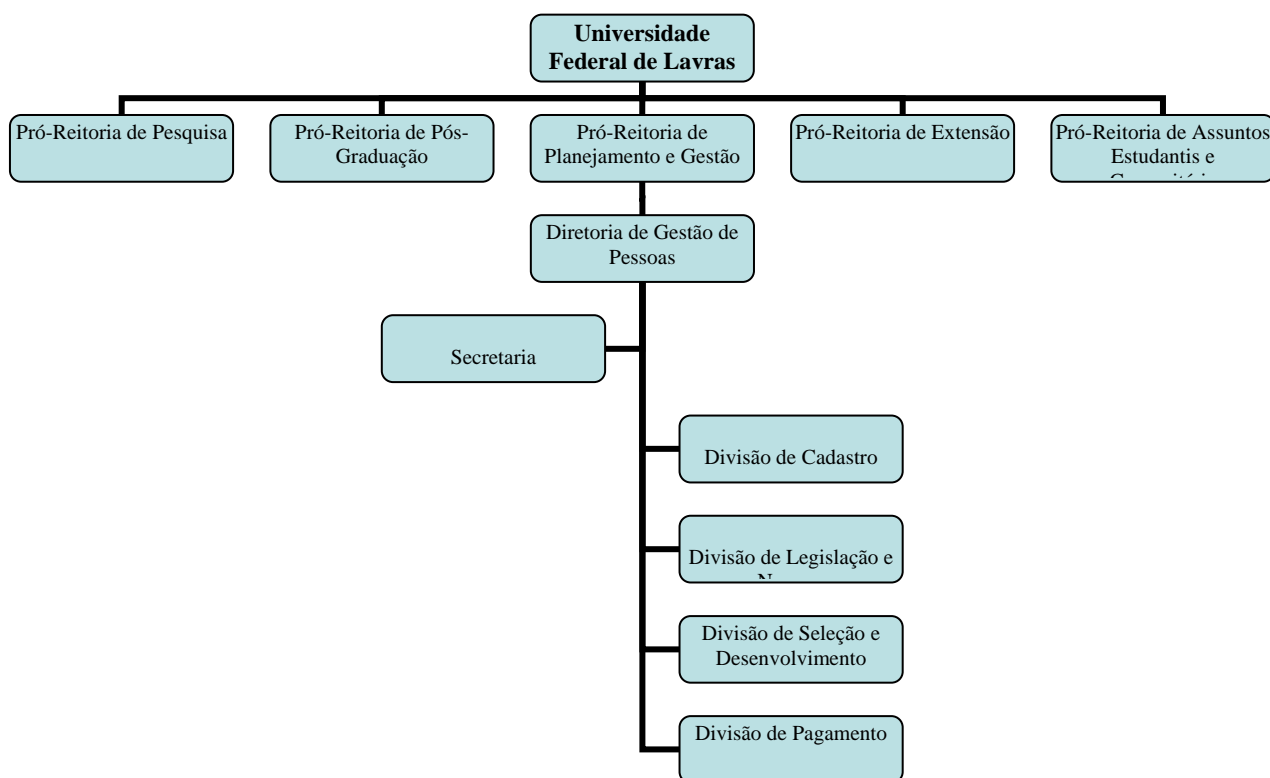 Universidade
Federal de Lavras
Pró-Reitoria de Pesquisa
Pró-Reitoria de Pós-
Graduação
Pró-Reitoria de
Planejamento e Gestão
Pró-Reitoria de Extensão
Pró-Reitoria de Assuntos
Estudantis e
Diretoria de Gestão de
Pessoas
Secretaria
Divisão de Cadastro
Divisão de Legislação e
Divisão de Seleção e
Desenvolvimento
Divisão de Pagamento